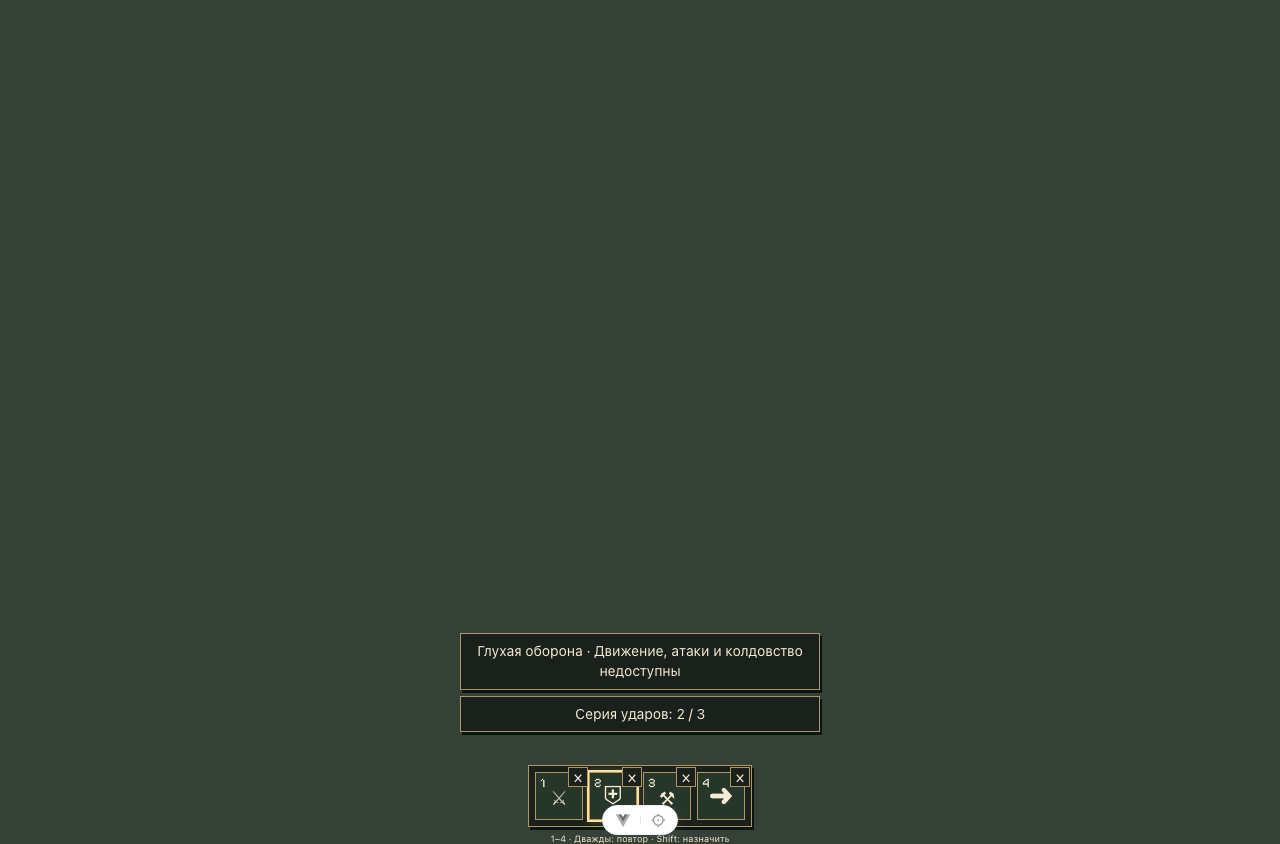 Глухая оборона · Движение, атаки и колдовство
недоступны
Серия ударов: 2 / 3
1 × 2 × 3 × 4 ×
1–4 · Дважды: повтор · Shift: назначить